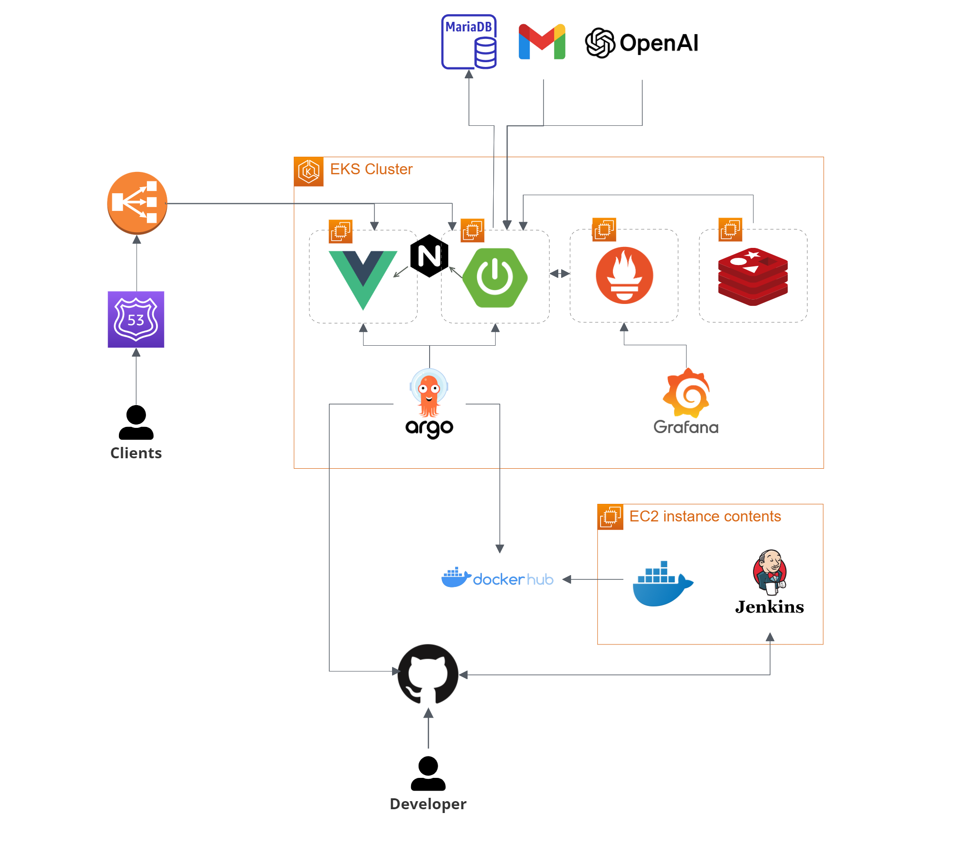 MariaDB
OpenAI
EKS Cluster
N
53
argo
Grafana
Clients
EC2 instance contents
docker hub
Jenkins
Developer